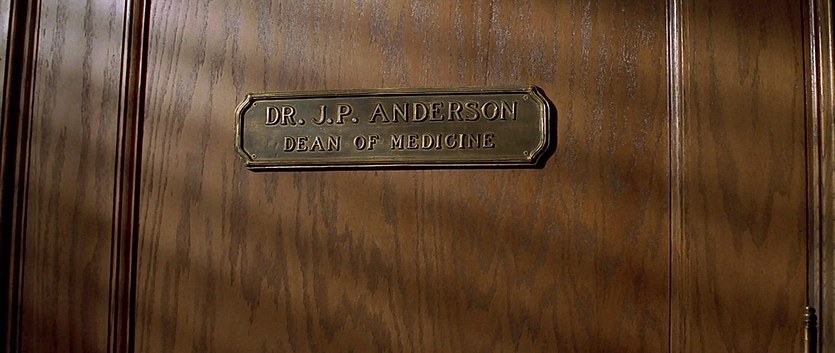 DR. J.P. ANDERSON
DEAN OF MEDICINE